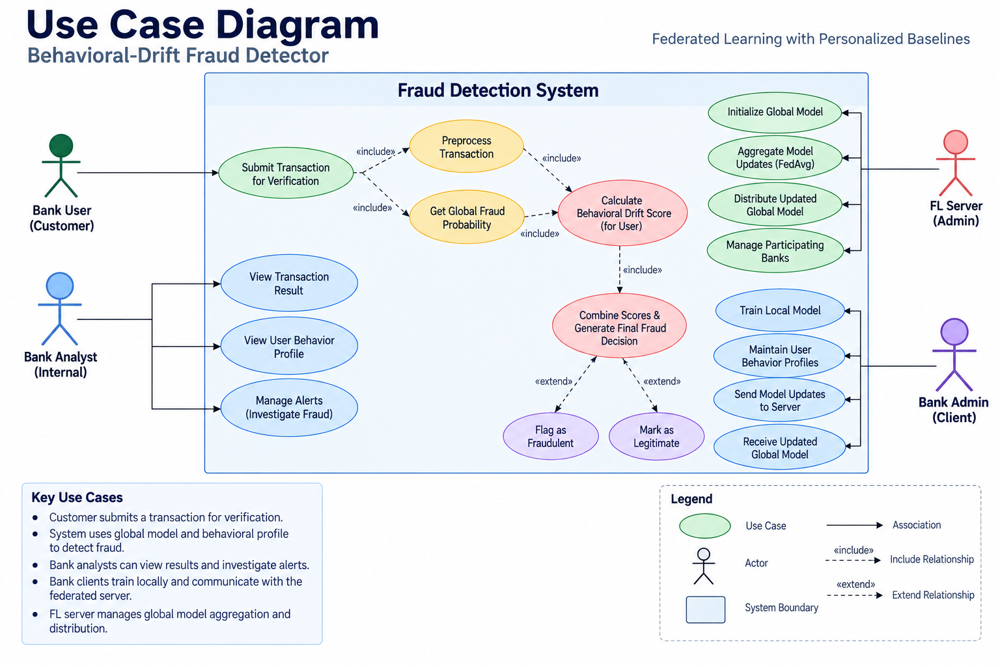 Use Case Diagram
Behavioral-Drift Fraud Detector
Federated Learning with Personalized Baselines
Fraud Detection System
Bank User
(Customer)
Bank Analyst
(Internal)
Submit Transaction
for Verification
«include»
«include»
Preprocess
Transaction
Get Global Fraud
Probability
«include»
«include»
Calculate
Behavioral Drift Score
(for User)
«include»
Combine Scores &
Generate Final Fraud
Decision
«extend»
«extend»
Flag as
Fraudulent
Mark as
Legitimate
View Transaction
Result
View User Behavior
Profile
Manage Alerts
(Investigate Fraud)
Initialize Global Model
Aggregate Model
Updates (FedAvg)
Distribute Updated
Global Model
Manage Participating
Banks
Train Local Model
Maintain User
Behavior Profiles
Send Model Updates
to Server
Receive Updated
Global Model
FL Server
(Admin)
Bank Admin
(Client)
Key Use Cases
• Customer submits a transaction for verification.
• System uses global model and behavioral profile
to detect fraud.
• Bank analysts can view results and investigate alerts.
• Bank clients train locally and communicate with the
federated server.
• FL server manages global model aggregation and
distribution.
Legend
Use Case
Actor
System Boundary
Association
«include»
Include Relationship
«extend»
Extend Relationship